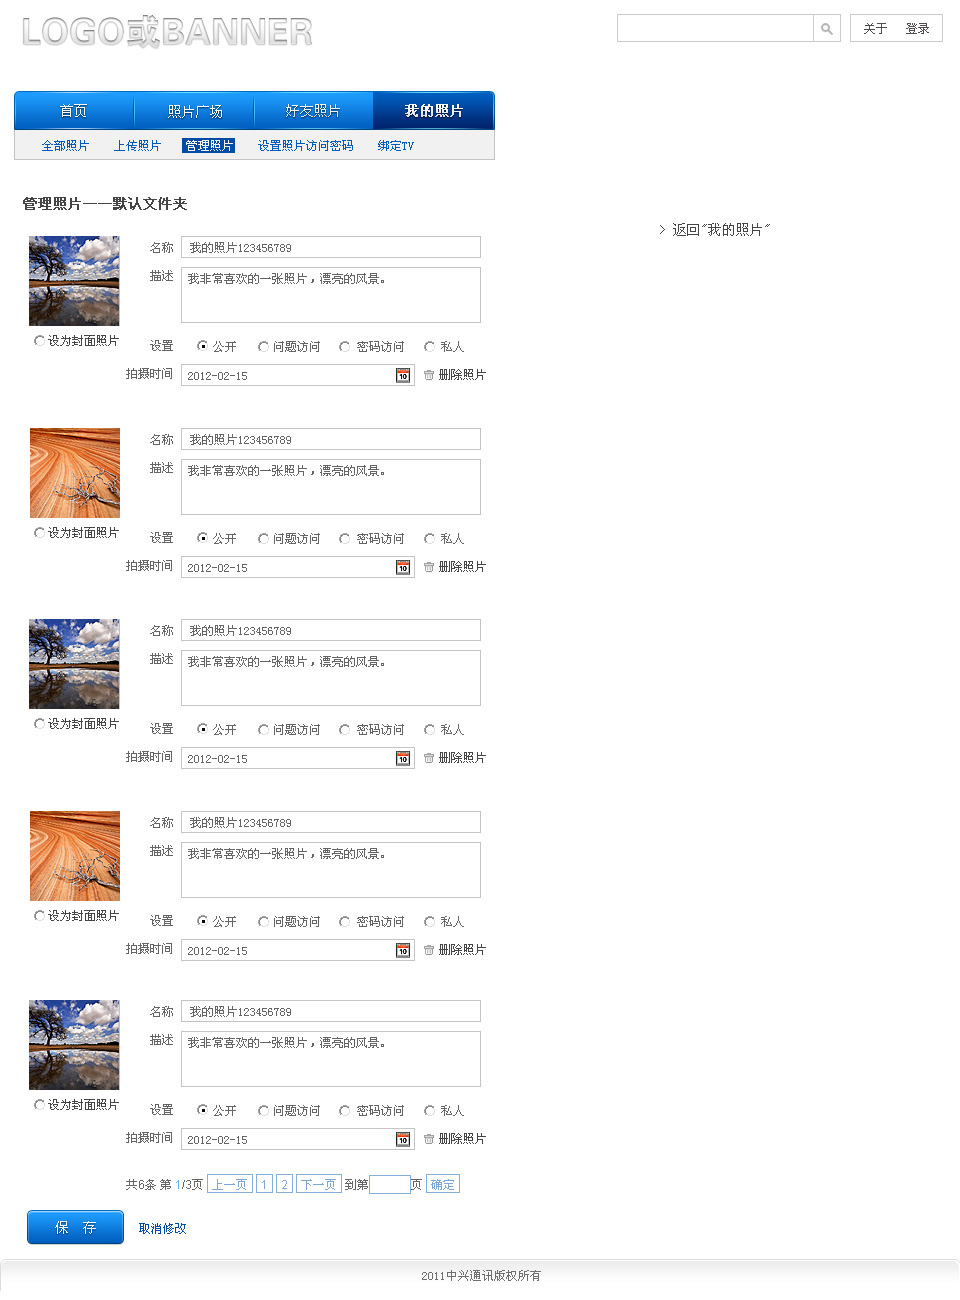 LOGO或BANNER
关于 登录
首页 照片广场 好友照片 我的照片
全部照片 上传照片 管理照片 设置照片访问密码 绑定TV
管理照片——默认文件夹
返回“我的照片”
名称 我的照片123456789
描述 我非常喜欢的一张照片，漂亮的风景。
设为封面照片
设置 公开 问题访问 密码访问 私人
拍摄时间 2012-02-15 10 删除照片
名称 我的照片123456789
描述 我非常喜欢的一张照片，漂亮的风景。
设为封面照片
设置 公开 问题访问 密码访问 私人
拍摄时间 2012-02-15 10 删除照片
名称 我的照片123456789
描述 我非常喜欢的一张照片，漂亮的风景。
设为封面照片
设置 公开 问题访问 密码访问 私人
拍摄时间 2012-02-15 10 删除照片
名称 我的照片123456789
描述 我非常喜欢的一张照片，漂亮的风景。
设为封面照片
设置 公开 问题访问 密码访问 私人
拍摄时间 2012-02-15 10 删除照片
名称 我的照片123456789
描述 我非常喜欢的一张照片，漂亮的风景。
设为封面照片
设置 公开 问题访问 密码访问 私人
拍摄时间 2012-02-15 10 删除照片
共6条 第 1/3页 上一页 1 2 下一页 到第 页 确定
保 存 取消修改
2011中兴通讯版权所有